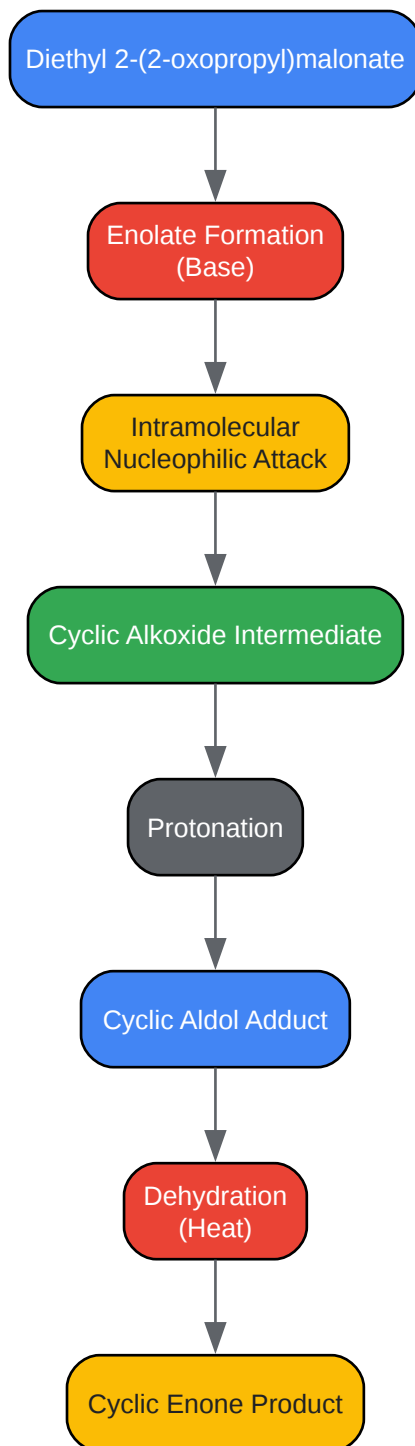 Diethyl 2-(2-oxopropyl)malonate
Enolate Formation
(Base)
Intramolecular
Nucleophilic Attack
Cyclic Alkoxide Intermediate
Protonation
Cyclic Aldol Adduct
Dehydration
(Heat)
Cyclic Enone Product